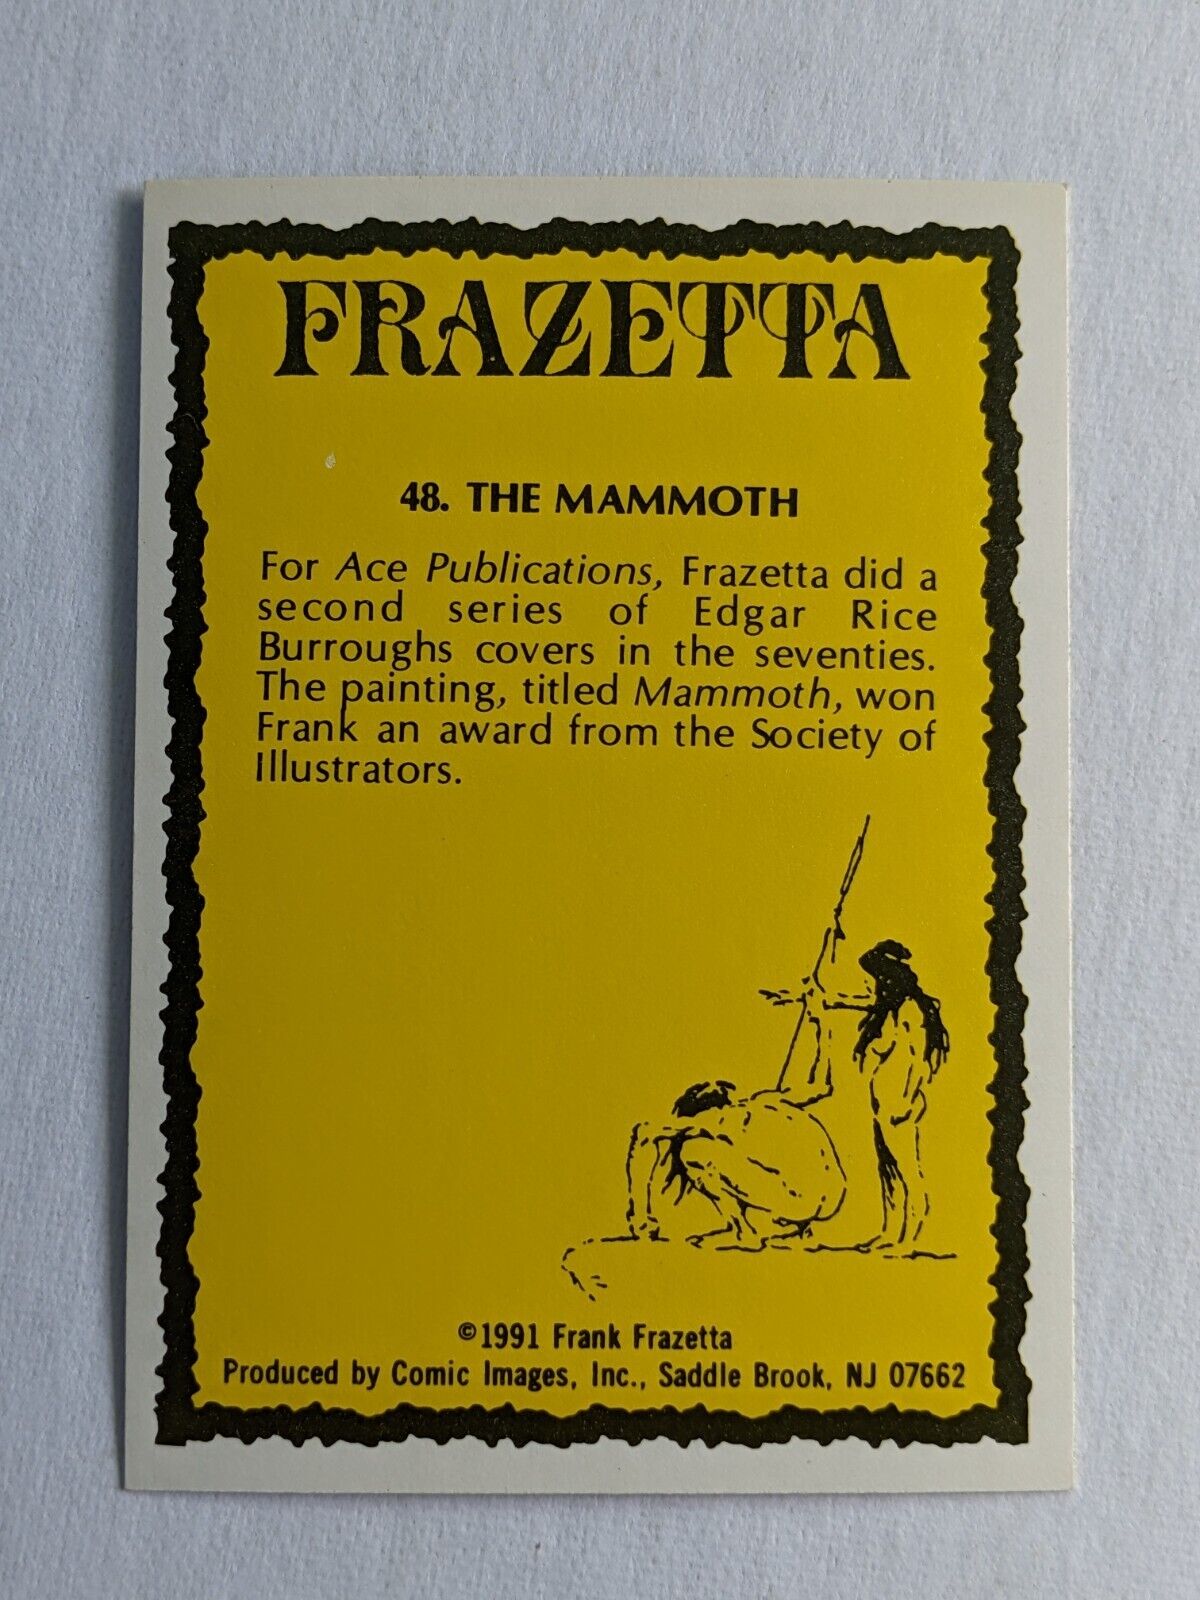 FRAZETTA
48. THE MAMMOTH
For Ace Publications, Frazetta did a
second series of Edgar Rice
Burroughs covers in the seventies.
The painting, titled Mammoth, won
Frank an award from the Society of
Illustrators.
©1991 Frank Frazetta
Produced by Comic Images, Inc., Saddle Brook, NJ 07662